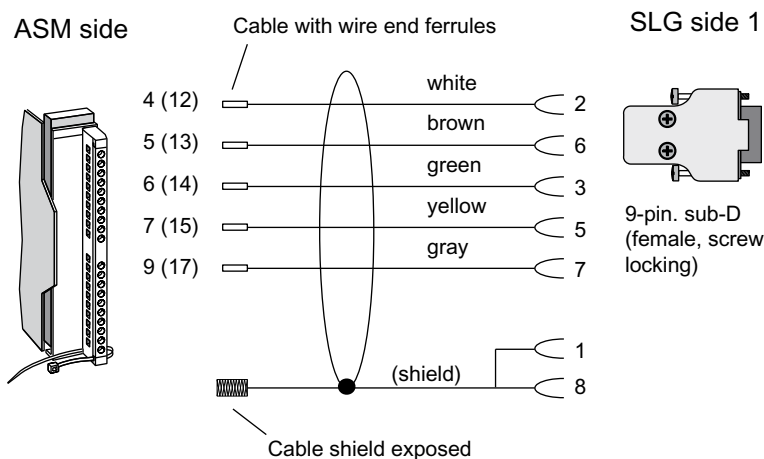 ASM side
Cable with wire end ferrules
SLG side 1
4 (12)
white
2
5 (13)
brown
6
6 (14)
green
3
7 (15)
yellow
5
9 (17)
gray
7
9-pin. sub-D
(female, screw
locking)
1
(shield)
8
Cable shield exposed